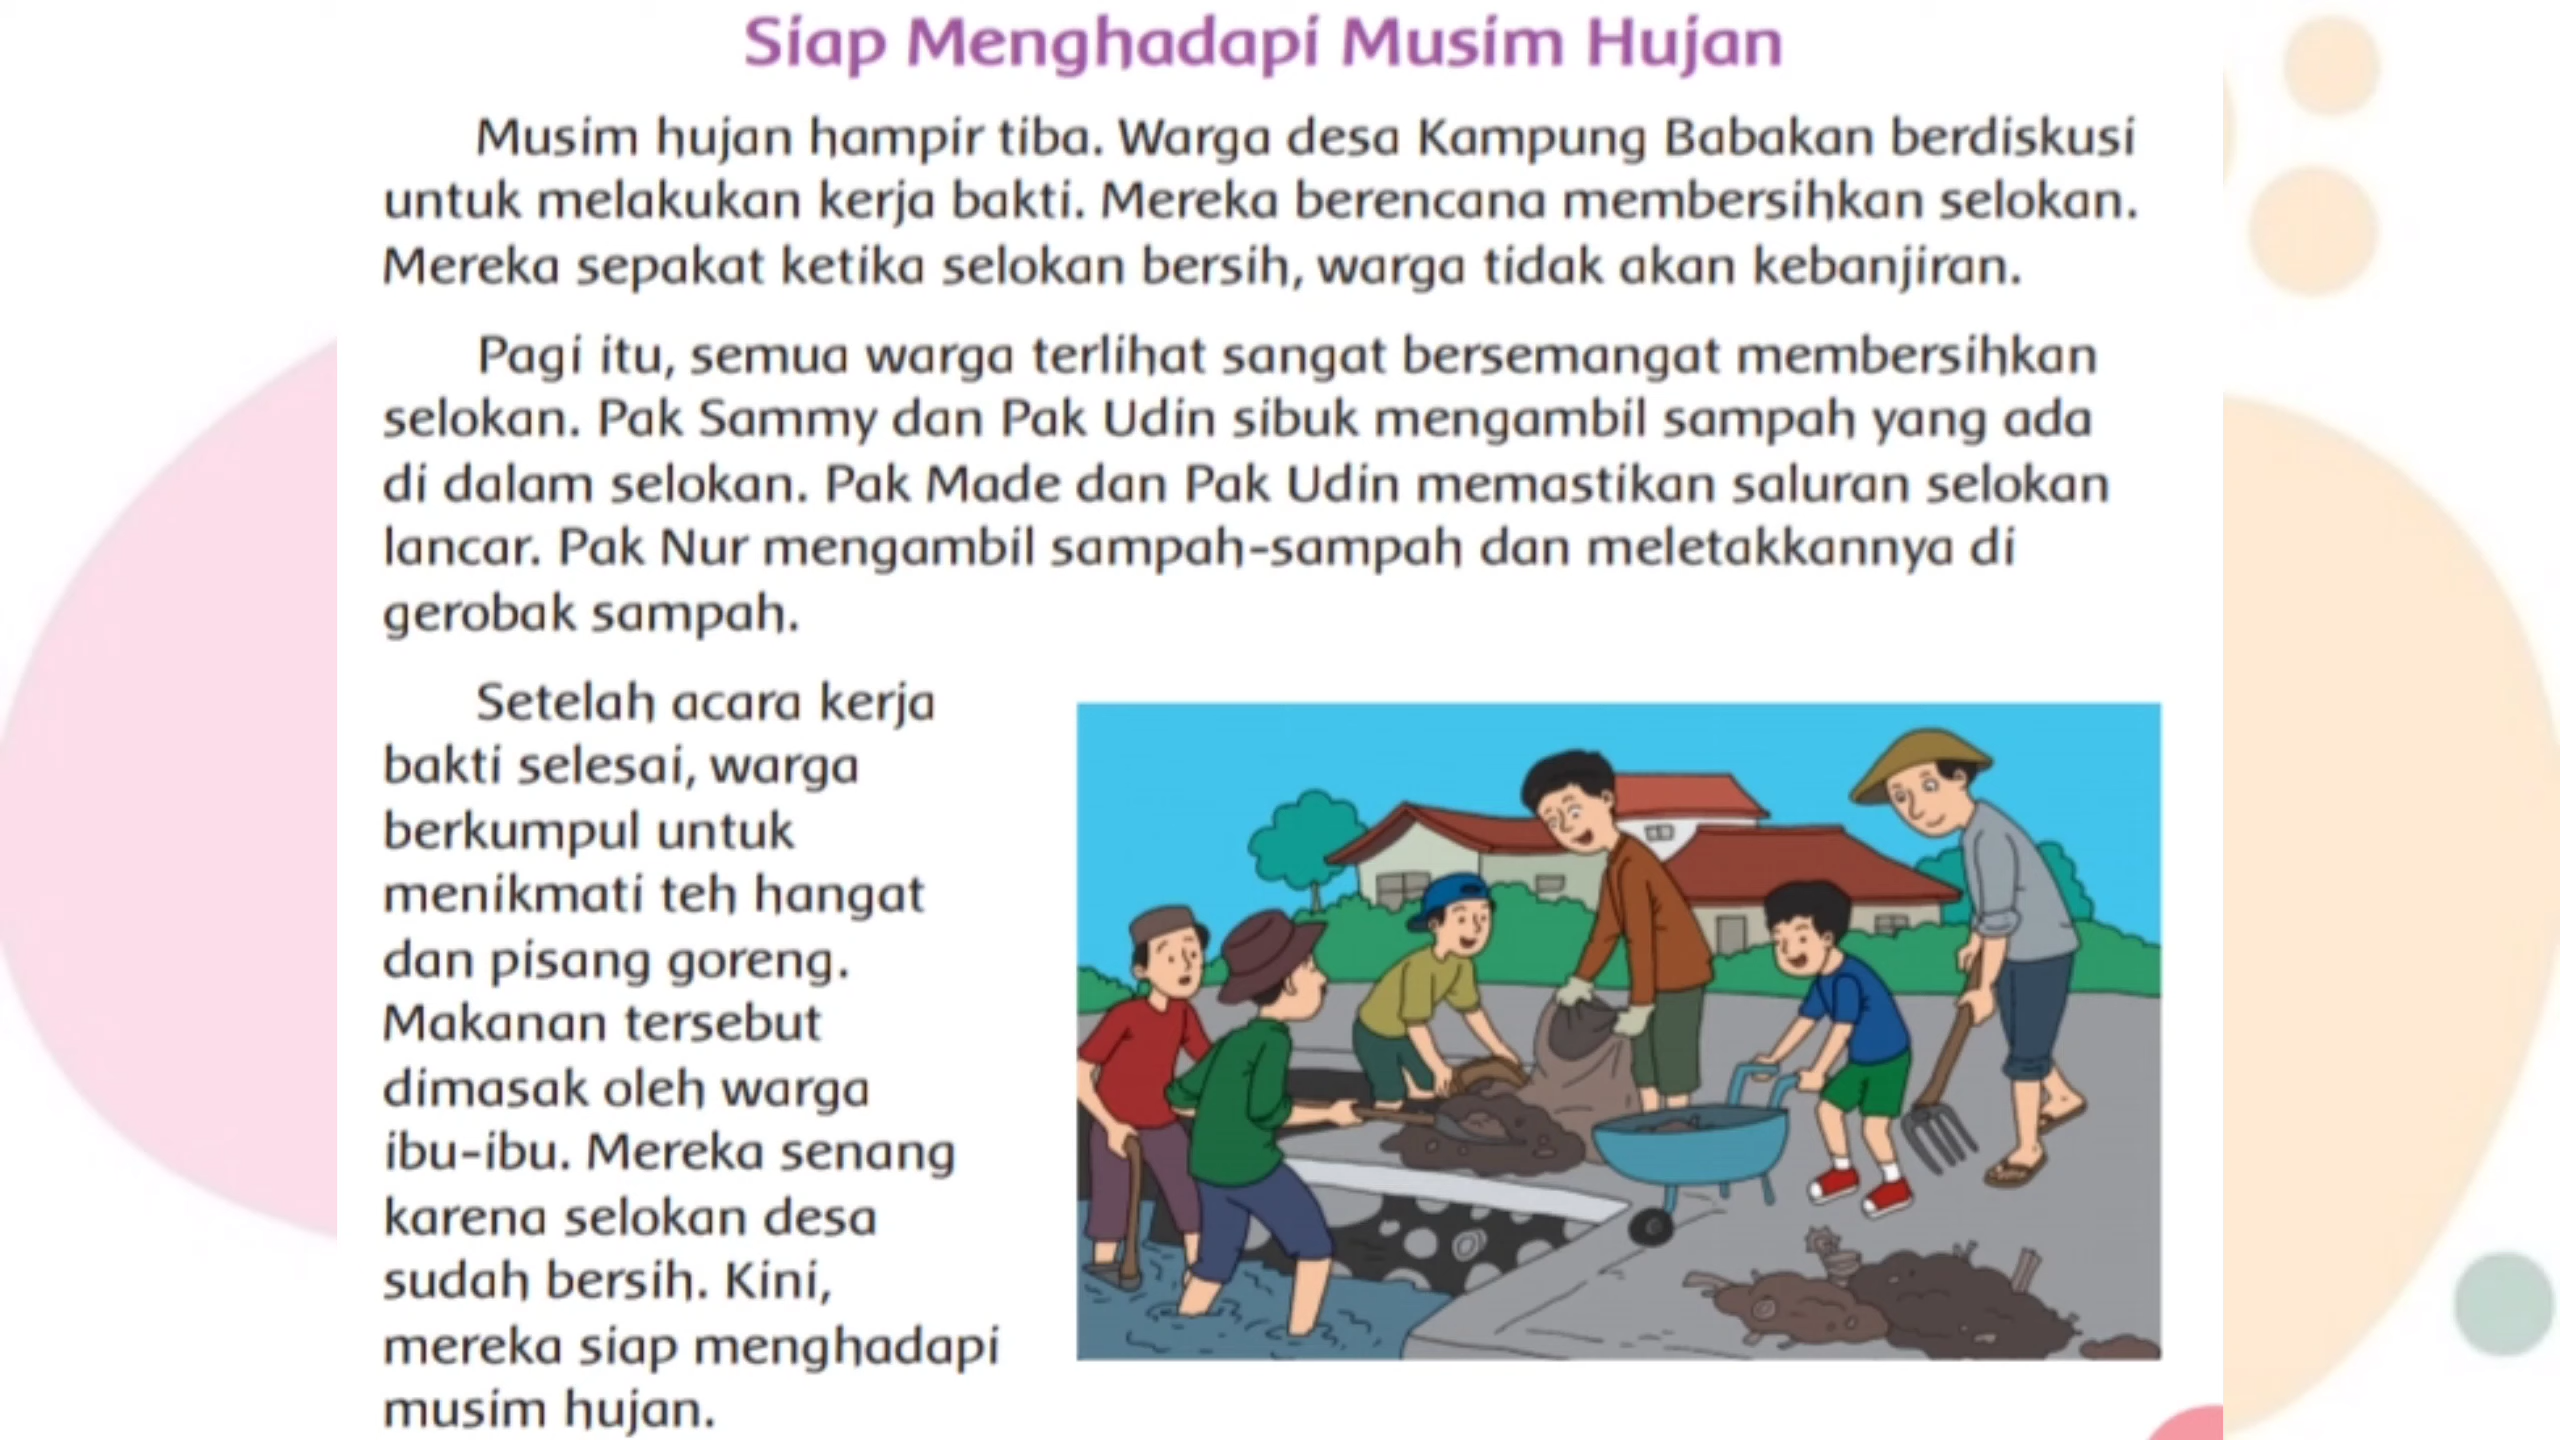 Siap Menghadapi Musim Hujan
Musim hujan hampir tiba. Warga desa Kampung Babakan berdiskusi
untuk melakukan kerja bakti. Mereka berencana membersihkan selokan.
Mereka sepakat ketika selokan bersih, warga tidak akan kebanjiran.
Pagi itu, semua warga terlihat sangat bersemangat membersihkan
selokan. Pak Sammy dan Pak Udin sibuk mengambil sampah yang ada
di dalam selokan. Pak Made dan Pak Udin memastikan saluran selokan
lancar. Pak Nur mengambil sampah-sampah dan meletakkannya di
gerobak sampah.
Setelah acara kerja
bakti selesai, warga
berkumpul untuk
menikmati teh hangat
dan pisang goreng.
Makanan tersebut
dimasak oleh warga
ibu-ibu. Mereka senang
karena selokan desa
sudah bersih. Kini,
mereka siap menghadapi
musim hujan.